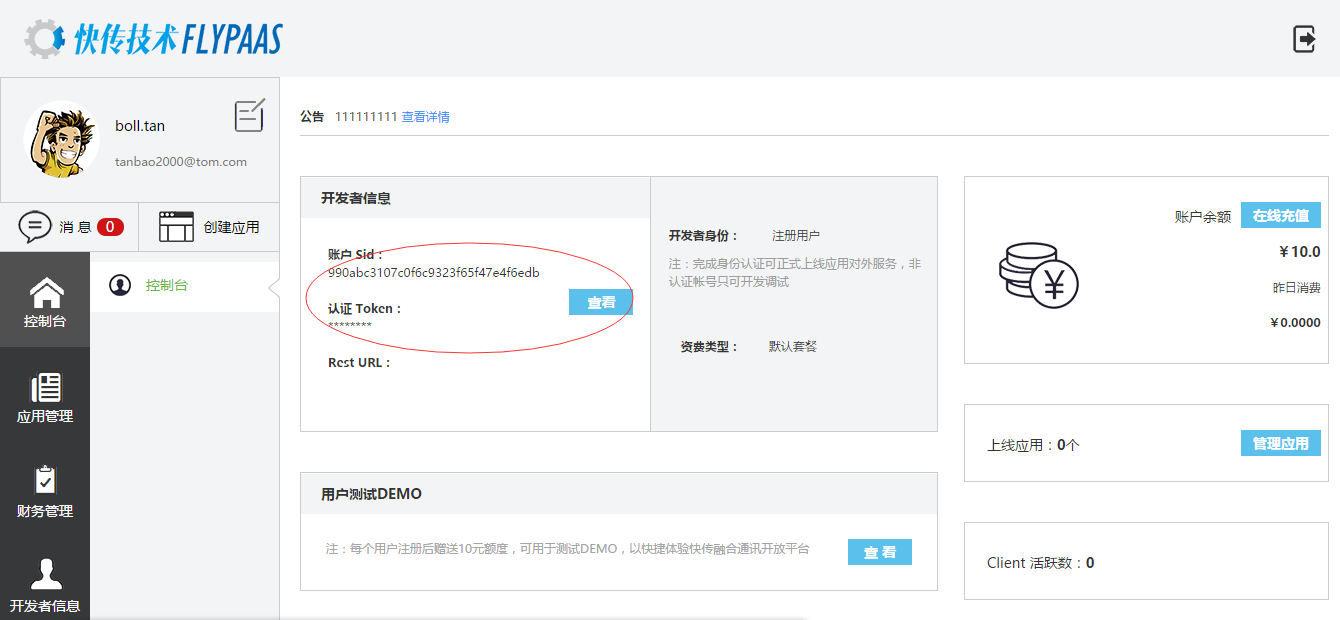 快传技术 FLYPAAS
boll.tan
tanbao2000@tom.com
消 息 0
创建应用
控制台
应用管理
财务管理
开发者信息
控制台
公告 111111111 查看详情
开发者信息
账户 Sid：
990abc3107c0f6c9323f65f47e4f6edb
认证 Token：
********
查看
Rest URL：
开发者身份： 注册用户
注：完成身份认证可正式上线应用对外服务，非
认证帐号只可开发调试
资费类型： 默认套餐
用户测试DEMO
注：每个用户注册后赠送10元额度，可用于测试DEMO，以快捷体验快传融合通讯开放平台
查 看
账户余额 在线充值
￥10.0
昨日消费
￥0.0000
上线应用：0个
管理应用
Client 活跃数：0